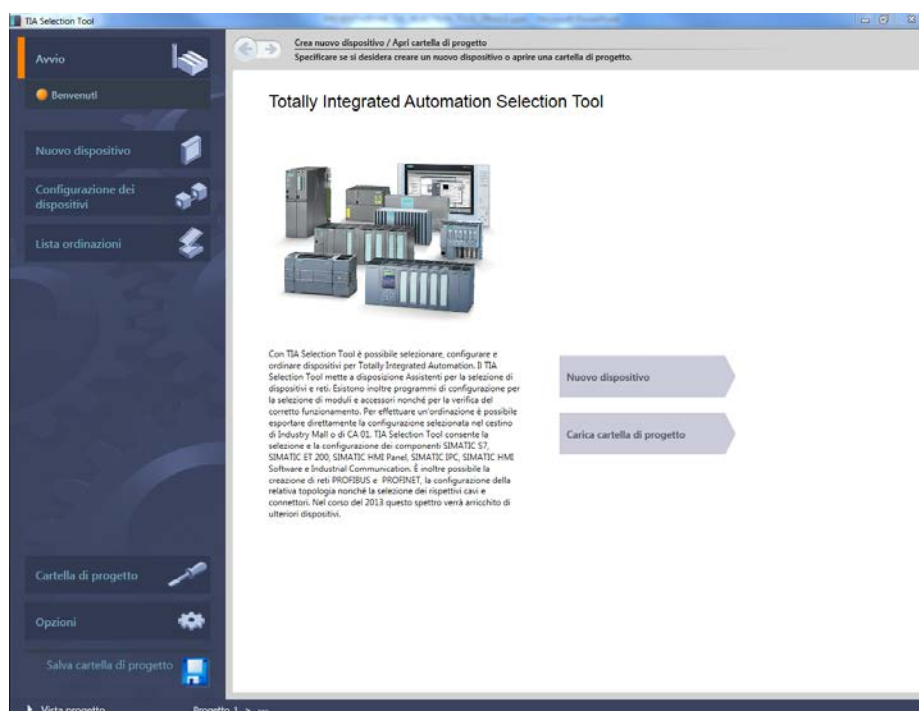 TIA Selection Tool
Avvio
Benvenuti
Nuovo dispositivo
Configurazione dei
dispositivi
Lista ordinazioni
Cartella di progetto
Opzioni
Salva cartella di progetto
Crea nuovo dispositivo / Apri cartella di progetto
Specificare se si desidera creare un nuovo dispositivo o aprire una cartella di progetto.
Totally Integrated Automation Selection Tool
Con TIA Selection Tool è possibile selezionare, configurare e
ordinare dispositivi per Totally Integrated Automation. Il TIA
Selection Tool mette a disposizione Assistenti per la selezione di
dispositivi e reti. Esistono inoltre programmi di configurazione per
la selezione di moduli e accessori nonché per la verifica del
corretto funzionamento. Per effettuare un'ordinazione è possibile
esportare direttamente la configurazione selezionata nel cestino
di Industry Mall o di CA 01. TIA Selection Tool consente la
selezione e la configurazione dei componenti SIMATIC S7,
SIMATIC ET 200, SIMATIC HMI Panel, SIMATIC IPC, SIMATIC HMI
Software e Industrial Communication. È inoltre possibile la
creazione di reti PROFIBUS e PROFINET, la configurazione della
relativa topologia nonché la selezione dei rispettivi cavi e
connettori. Nel corso del 2013 questo spettro verrà arricchito di
ulteriori dispositivi.
Nuovo dispositivo
Carica cartella di progetto
Vista progetto
Progetto 1 > ---